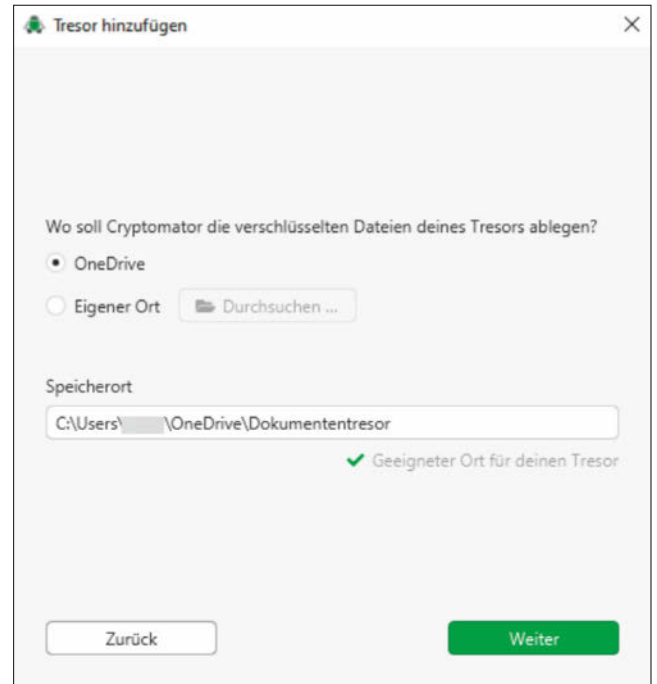 Tresor hinzufügen
Wo soll Cryptomator die verschlüsselten Dateien deines Tresors ablegen?
OneDrive
Eigener Ort Durchsuchen ...
Speicherort
C:\Users\ \OneDrive\Dokumententresor
Geeigneter Ort für deinen Tresor
Zurück Weiter